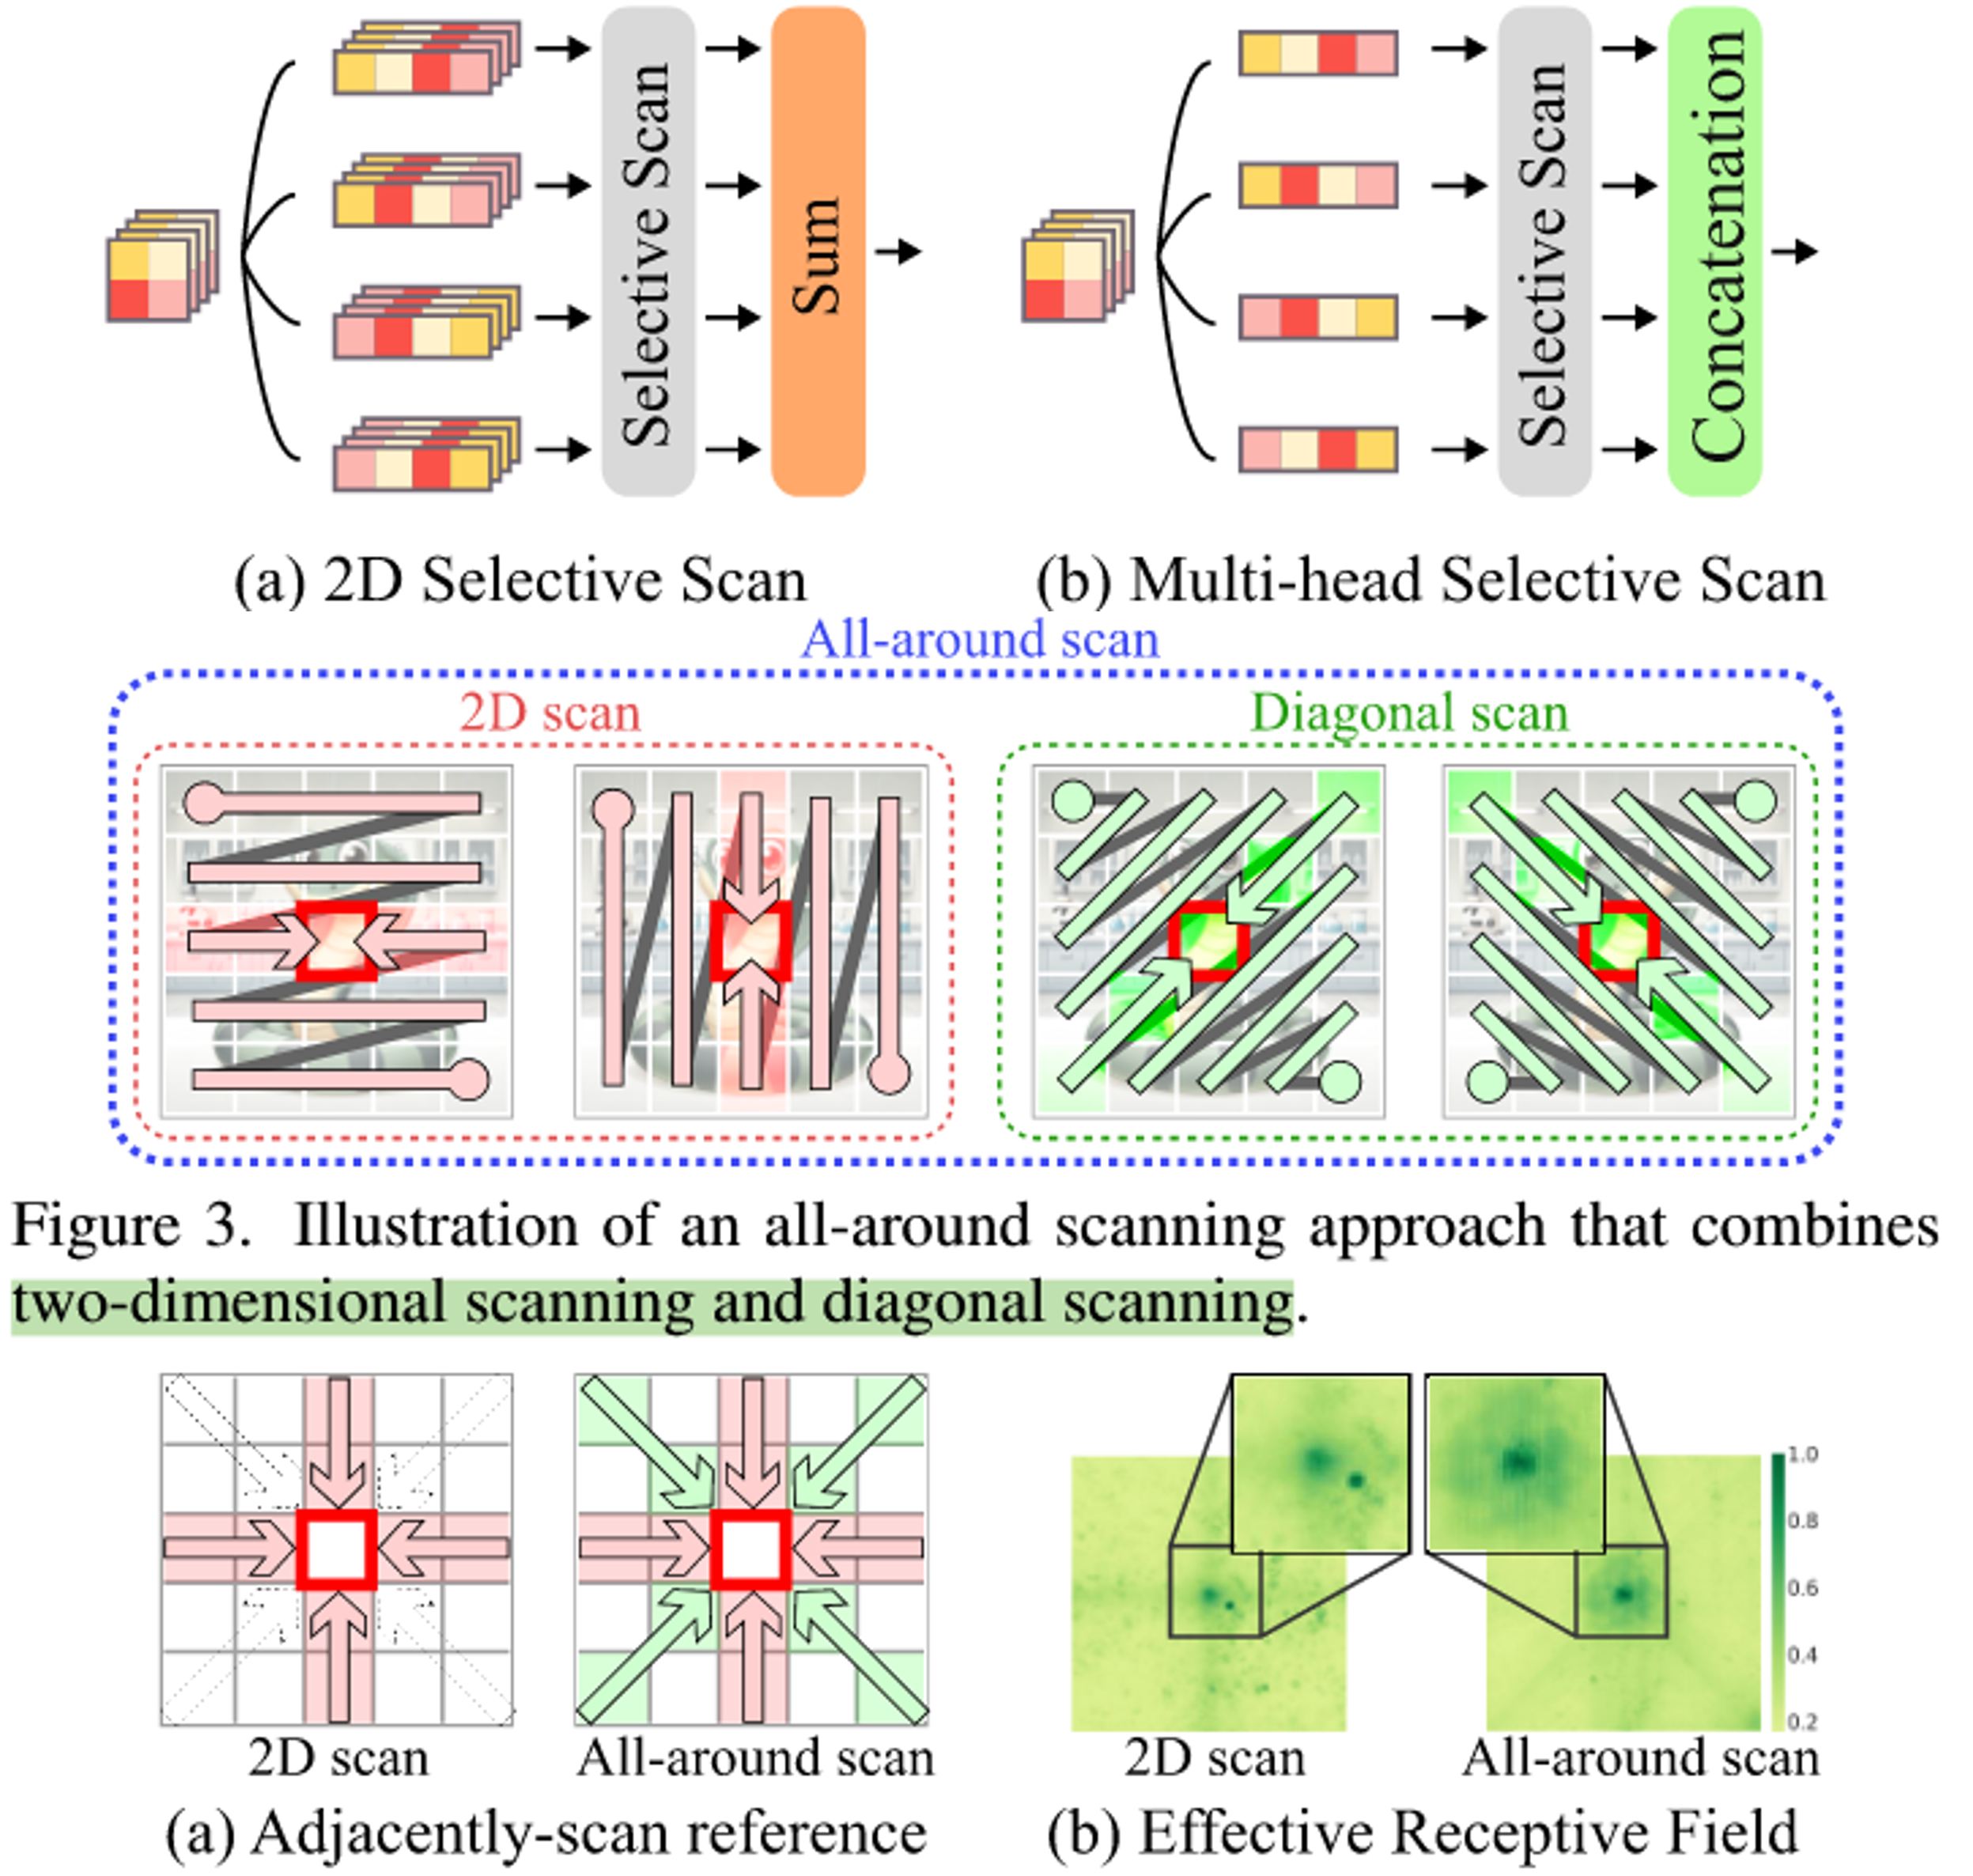 Selective Scan
Sum
Selective Scan
Concatenation
(a) 2D Selective Scan
(b) Multi-head Selective Scan
All-around scan
2D scan
Diagonal scan
Figure 3. Illustration of an all-around scanning approach that combines
two-dimensional scanning and diagonal scanning.
1.0
0.8
0.6
0.4
0.2
2D scan
All-around scan
2D scan
All-around scan
(a) Adjacently-scan reference
(b) Effective Receptive Field